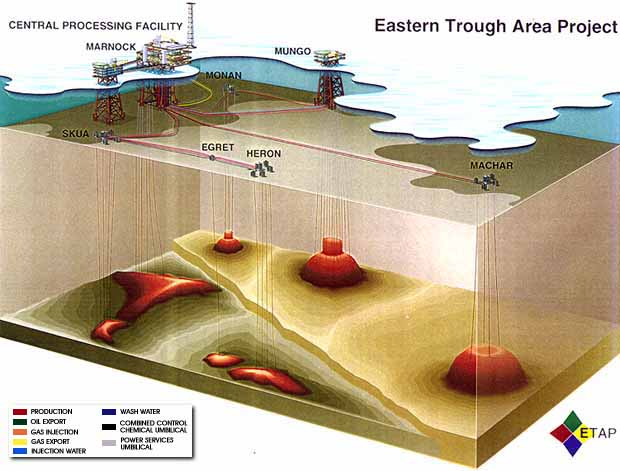 Eastern Trough Area Project
CENTRAL PROCESSING FACILITY
MARNOCK
MUNGO
MONAN
SKUA
EGRET
HERON
MACHAR
PRODUCTION
OIL EXPORT
GAS INJECTION
GAS EXPORT
INJECTION WATER
WASH WATER
COMBINED CONTROL
CHEMICAL UMBILICAL
POWER SERVICES
UMBILICAL
ETAP